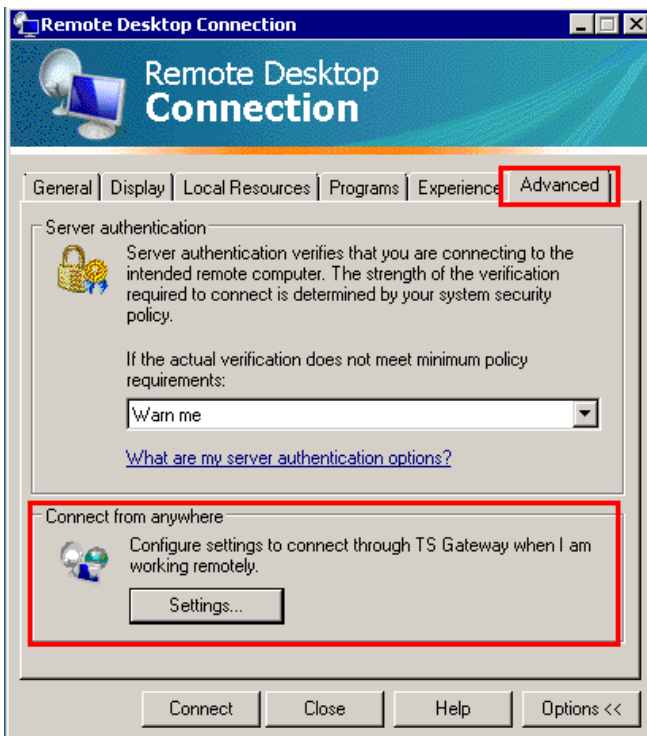 Remote Desktop Connection
Remote Desktop
Connection
General
Display
Local Resources
Programs
Experience
Advanced
Server authentication
Server authentication verifies that you are connecting to the
intended remote computer. The strength of the verification
required to connect is determined by your system security
policy.
If the actual verification does not meet minimum policy
requirements:
Warn me
What are my server authentication options?
Connect from anywhere
Configure settings to connect through TS Gateway when I am
working remotely.
Settings...
Connect
Close
Help
Options <<